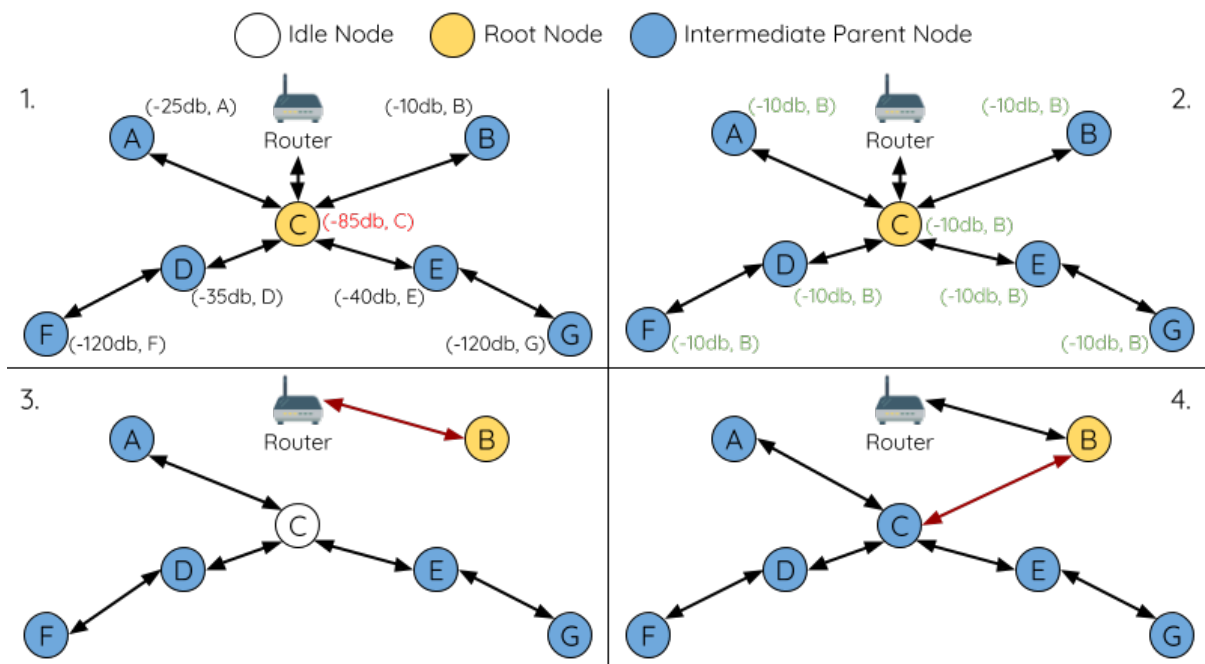 Idle Node Root Node Intermediate Parent Node
1.
(-25db, A) (-10db, B)
A Router B
C (-85db, C)
D E
(-35db, D) (-40db, E)
F (-120db, F) (-120db, G) G
2.
(-10db, B) (-10db, B)
A Router B
C (-10db, B)
D E
(-10db, B) (-10db, B)
F (-10db, B) (-10db, B) G
3.
A Router B
C
D E
F G
4.
A Router B
C
D E
F G